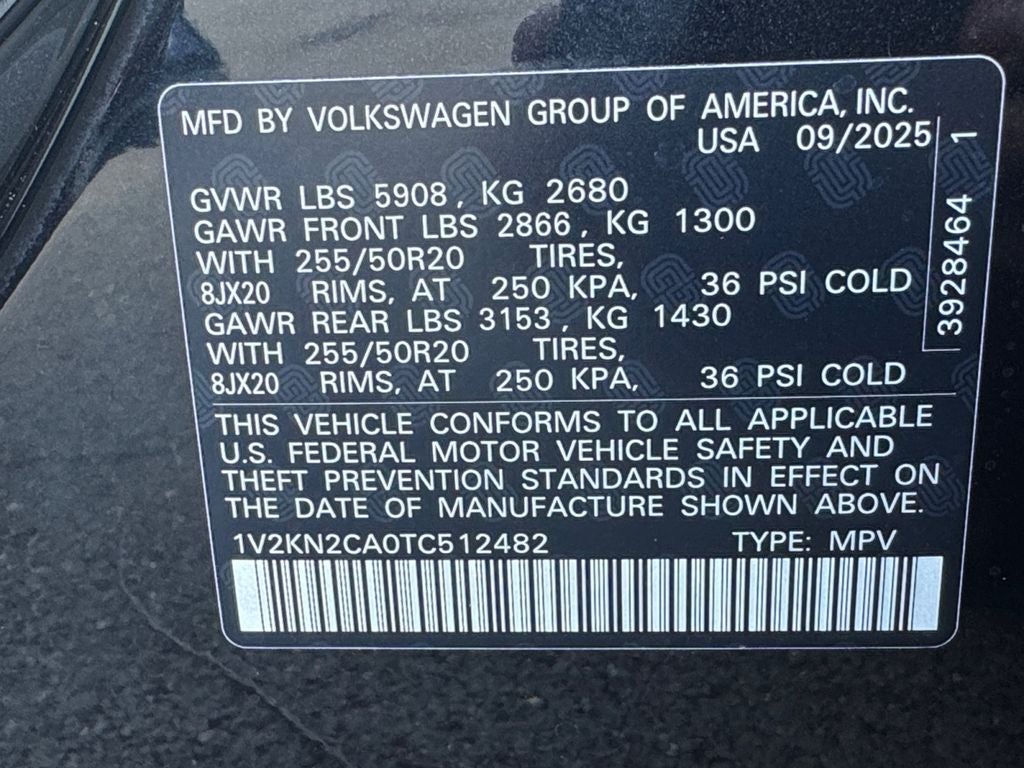 MFD BY VOLKSWAGEN GROUP OF AMERICA, INC.
USA 09/2025
GVWR LBS 5908, KG 2680
GAWR FRONT LBS 2866, KG 1300
WITH 255/50R20 TIRES,
8JX20 RIMS, AT 250 KPA, 36 PSI COLD
GAWR REAR LBS 3153, KG 1430
WITH 255/50R20 TIRES,
8JX20 RIMS, AT 250 KPA, 36 PSI COLD
THIS VEHICLE CONFORMS TO ALL APPLICABLE
U.S. FEDERAL MOTOR VEHICLE SAFETY AND
THEFT PREVENTION STANDARDS IN EFFECT ON
THE DATE OF MANUFACTURE SHOWN ABOVE.
1V2KN2CA0TC512482 TYPE: MPV
3928464 1